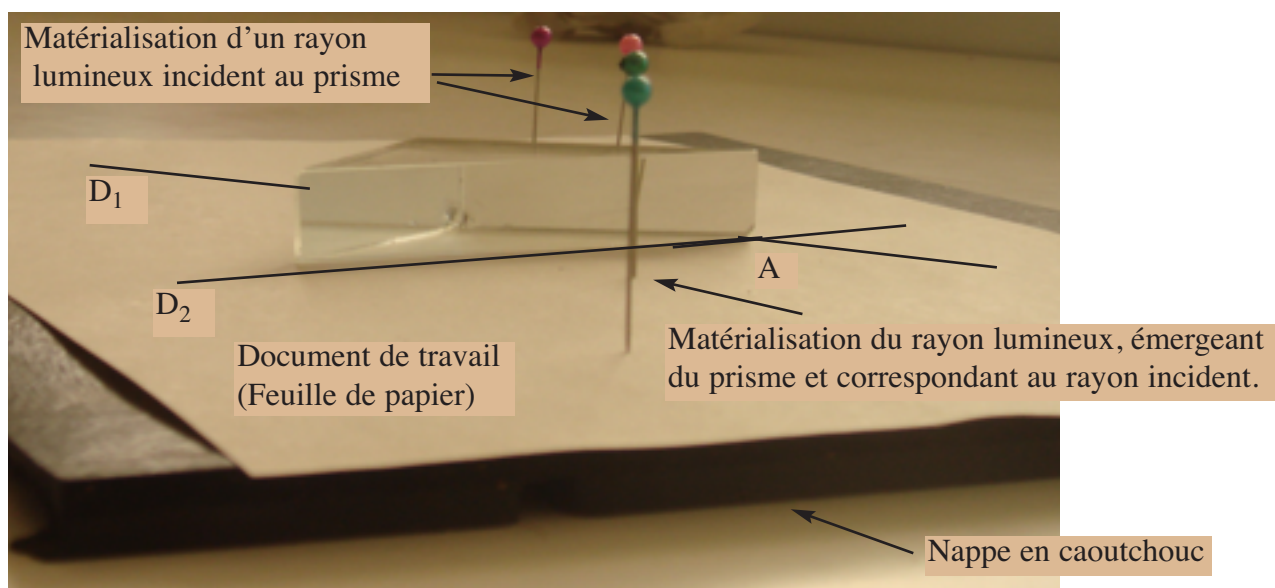 Matérialisation d’un rayon
lumineux incident au prisme
D1
D2
A
Document de travail
(Feuille de papier)
Matérialisation du rayon lumineux, émergeant
du prisme et correspondant au rayon incident.
Nappe en caoutchouc